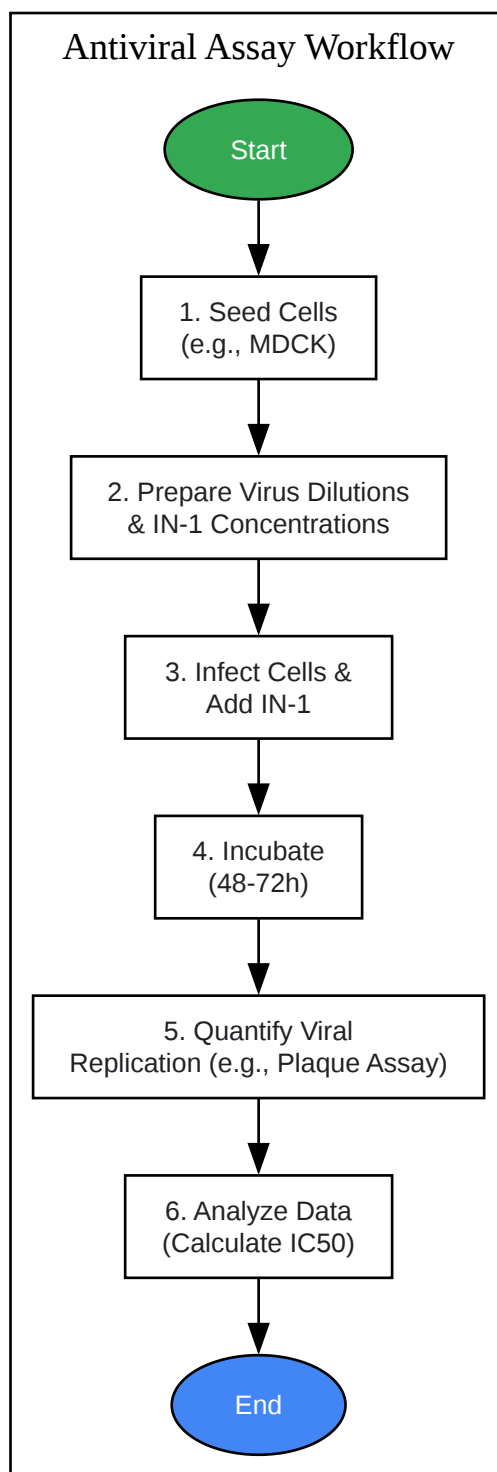 Antiviral Assay Workflow
Start
1. Seed Cells
(e.g., MDCK)
2. Prepare Virus Dilutions
& IN-1 Concentrations
3. Infect Cells &
Add IN-1
4. Incubate
(48-72h)
5. Quantify Viral
Replication (e.g., Plaque Assay)
6. Analyze Data
(Calculate IC50)
End